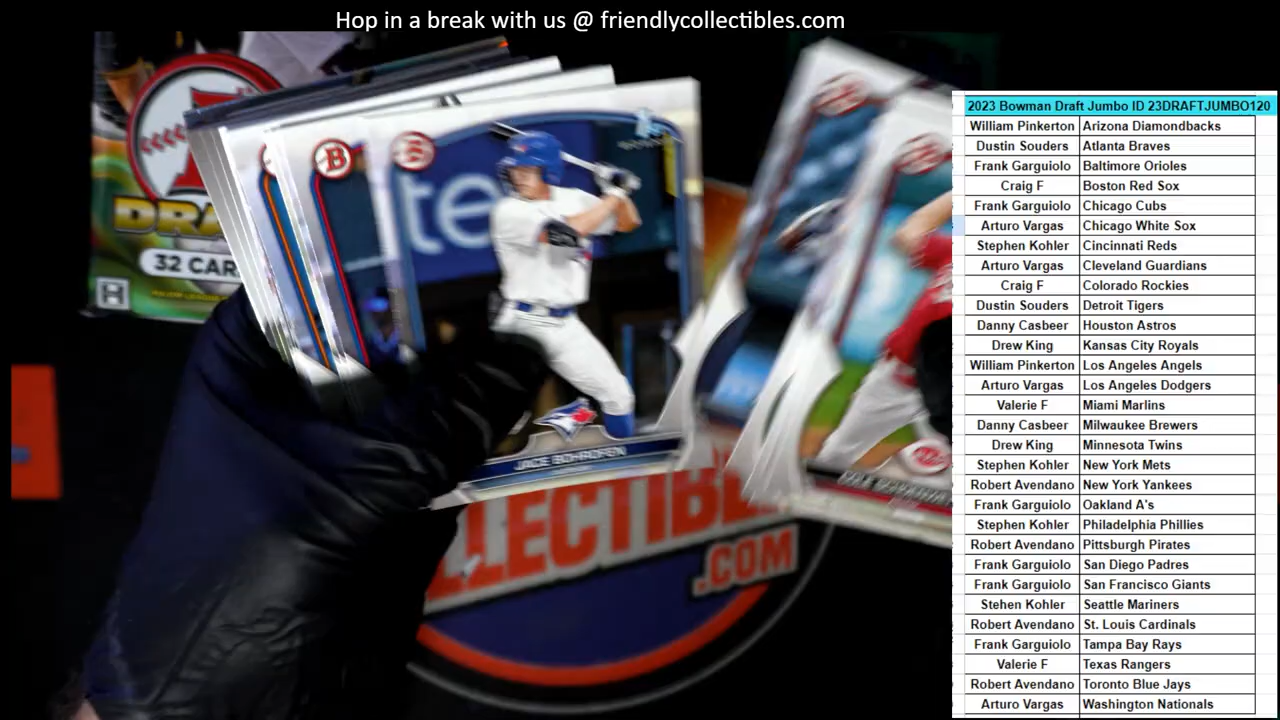 Hop in a break with us @ friendlycollectibles.com
2023 Bowman Draft Jumbo ID 23DRAFTJUMBO120
William Pinkerton Arizona Diamondbacks
Dustin Souders Atlanta Braves
Frank Garguiolo Baltimore Orioles
Craig F Boston Red Sox
Frank Garguiolo Chicago Cubs
Arturo Vargas Chicago White Sox
Stephen Kohler Cincinnati Reds
Arturo Vargas Cleveland Guardians
Craig F Colorado Rockies
Dustin Souders Detroit Tigers
Danny Casbeer Houston Astros
Drew King Kansas City Royals
William Pinkerton Los Angeles Angels
Arturo Vargas Los Angeles Dodgers
Valerie F Miami Marlins
Danny Casbeer Milwaukee Brewers
Drew King Minnesota Twins
Stephen Kohler New York Mets
Robert Avendano New York Yankees
Frank Garguiolo Oakland A's
Stephen Kohler Philadelphia Phillies
Robert Avendano Pittsburgh Pirates
Frank Garguiolo San Diego Padres
Frank Garguiolo San Francisco Giants
Stehen Kohler Seattle Mariners
Robert Avendano St. Louis Cardinals
Frank Garguiolo Tampa Bay Rays
Valerie F Texas Rangers
Robert Avendano Toronto Blue Jays
Arturo Vargas Washington Nationals
DRA
32 CAR
H
B
B
te
JACE BOHROFEN
LLECTIBLE
.COM